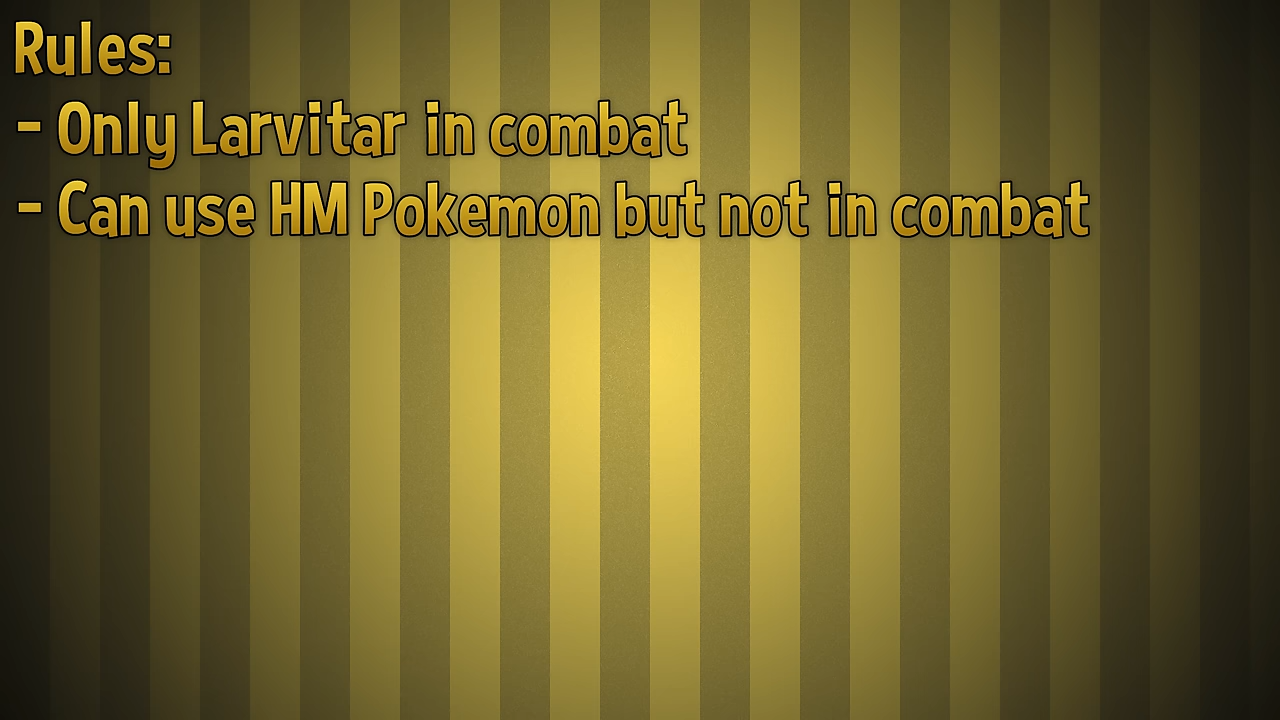 Rules:
- Only Larvitar in combat
- Can use HM Pokemon but not in combat